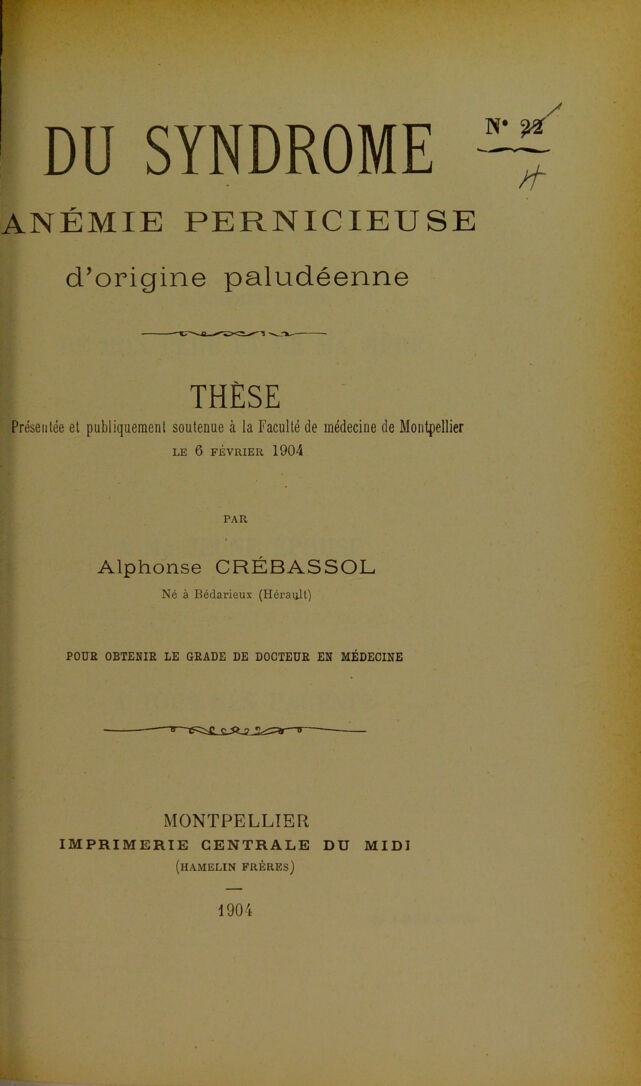 DU SYNDROME
N° 22
ANÉMIE PERNICIEUSE
d'origine paludéenne
THÈSE
Présentée et publiquement soutenue à la Faculté de médecine de Montpellier
LE 6 FÉVRIER 1904
PAR
Alphonse CRÉBASSOL
Né à Bédarieux (Hérault)
POUR OBTENIR LE GRADE DE DOCTEUR EN MÉDECINE
MONTPELLIER
IMPRIMERIE CENTRALE DU MIDI
(HAMELIN FRÈRES)
1904